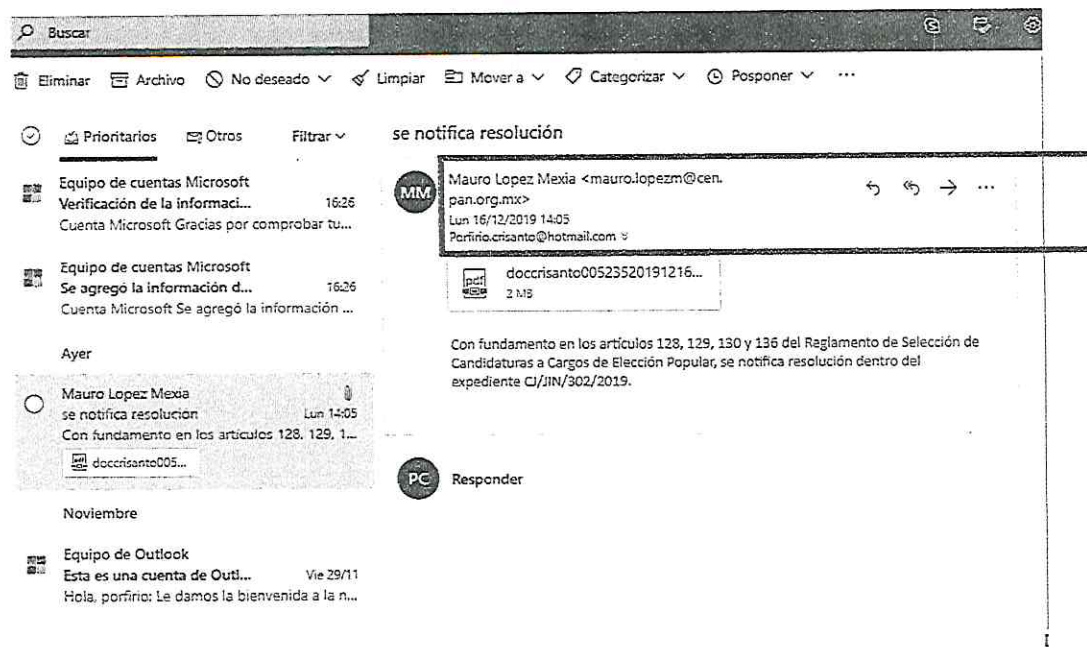 Buscar
Eliminar Archivo No deseado Limpiar Mover a Categorizar Posponer ...
Prioritarios Otros Filtrar
Equipo de cuentas Microsoft
Verificación de la informaci... 16:26
Cuenta Microsoft Gracias por comprobar tu...
Equipo de cuentas Microsoft
Se agregó la información d... 16:26
Cuenta Microsoft Se agregó la información ...
Ayer
Mauro Lopez Mexia
se notifica resolución Lun 14:05
Con fundamento en los artículos 128, 129, 1...
pdf doccrisanto005...
Noviembre
Equipo de Outlook
Esta es una cuenta de Outl... Vie 29/11
Hola, porfirio: Le damos la bienvenida a la n...
se notifica resolución
MM
Mauro Lopez Mexia <mauro.lopezm@cen.
pan.org.mx>
Lun 16/12/2019 14:05
Porfirio.crisanto@hotmail.com
...
pdf
doccrisanto00523520191216...
2 MB
Con fundamento en los artículos 128, 129, 130 y 136 del Reglamento de Selección de
Candidaturas a Cargos de Elección Popular, se notifica resolución dentro del
expediente CJ/JIN/302/2019.
PC
Responder